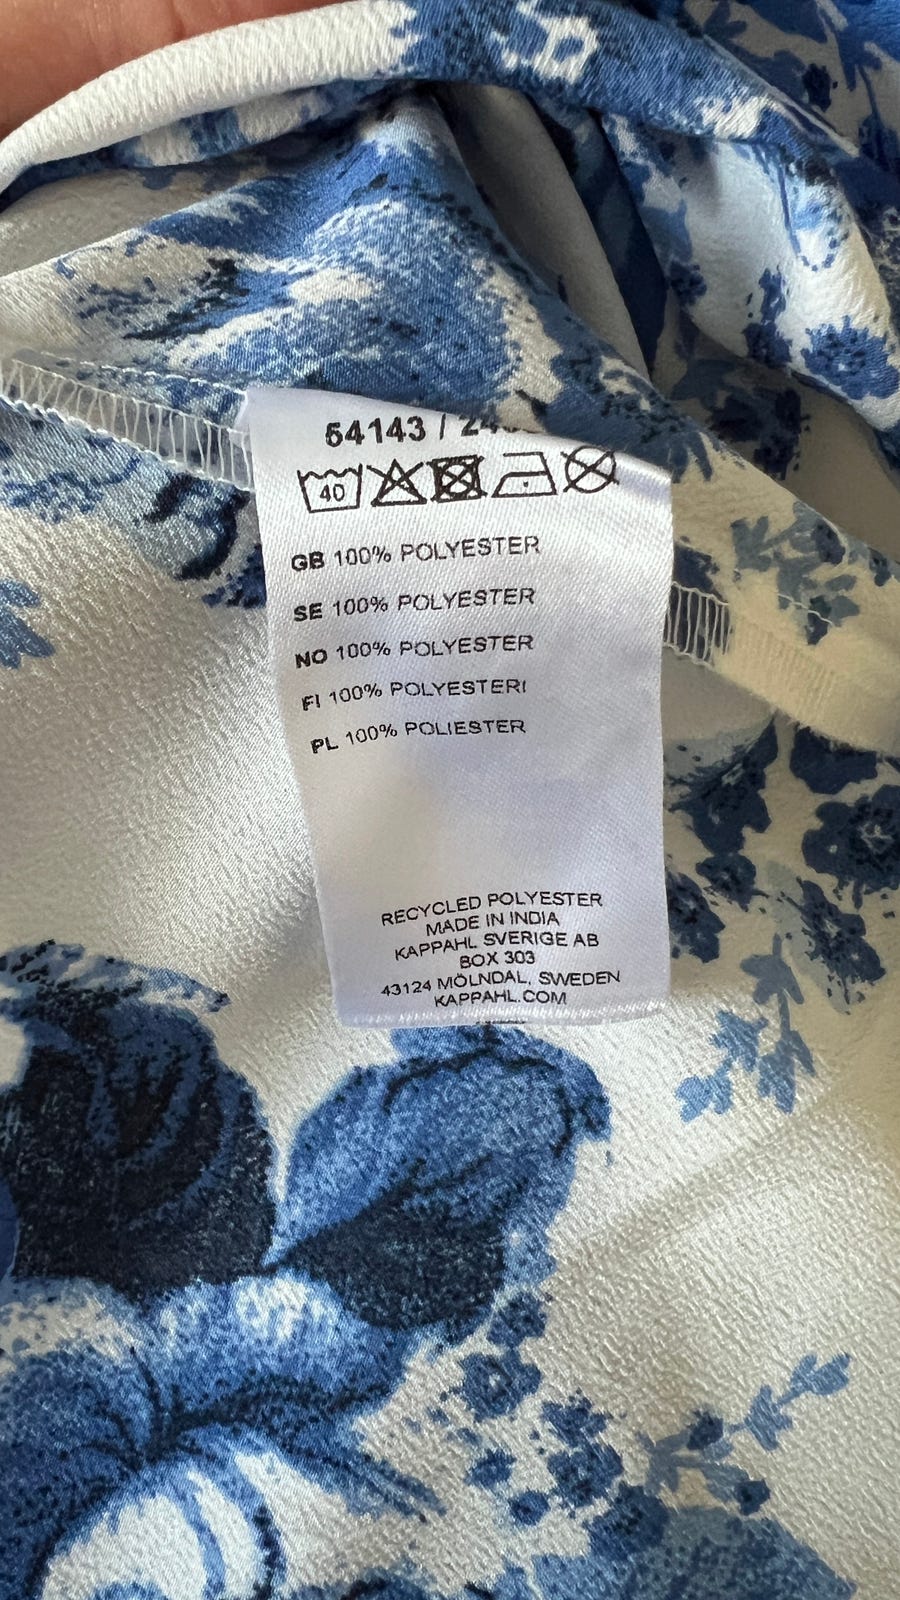 54143 /
40
GB 100% POLYESTER
SE 100% POLYESTER
NO 100% POLYESTER
FI 100% POLYESTERI
PL 100% POLIESTER
RECYCLED POLYESTER
MADE IN INDIA
KAPPAHL SVERIGE AB
BOX 303
43124 MÖLNDAL, SWEDEN
KAPPAHL.COM